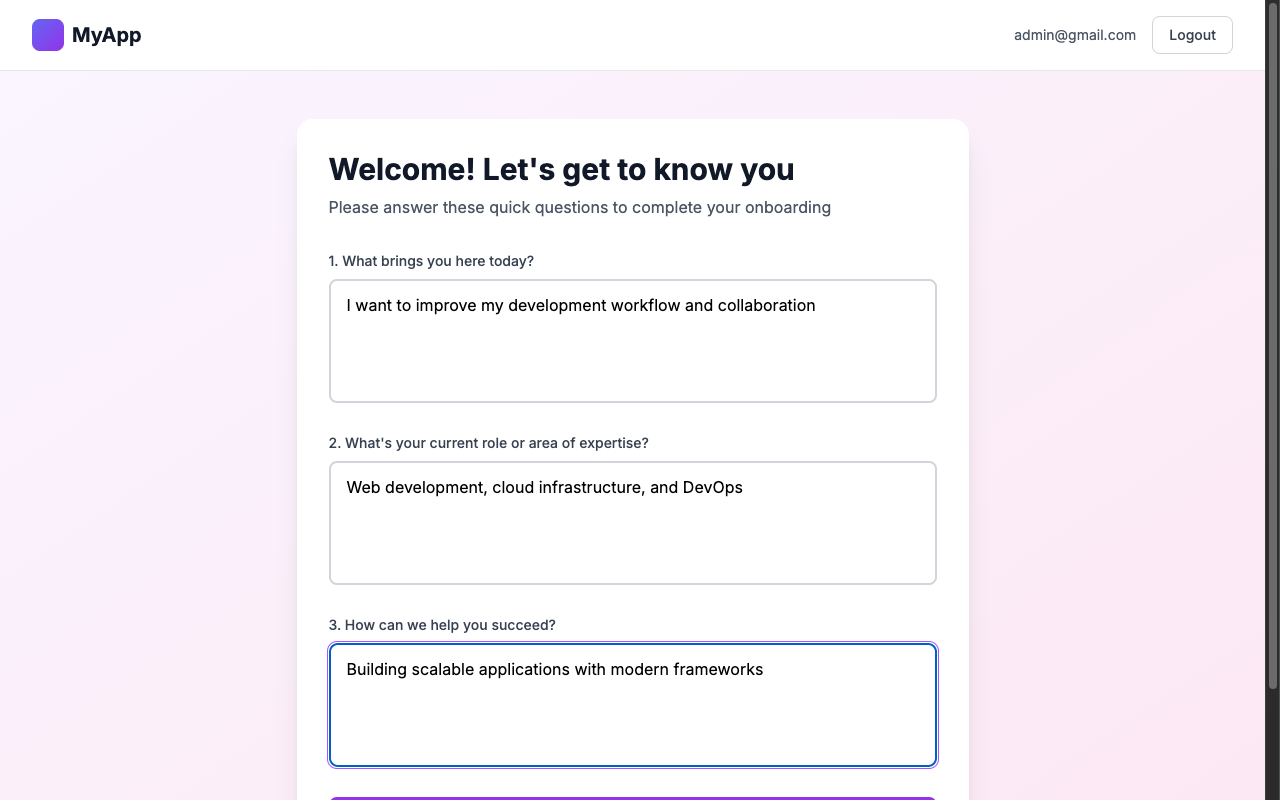 MyApp
admin@gmail.com
Logout
Welcome! Let's get to know you
Please answer these quick questions to complete your onboarding
1. What brings you here today?
I want to improve my development workflow and collaboration
2. What's your current role or area of expertise?
Web development, cloud infrastructure, and DevOps
3. How can we help you succeed?
Building scalable applications with modern frameworks